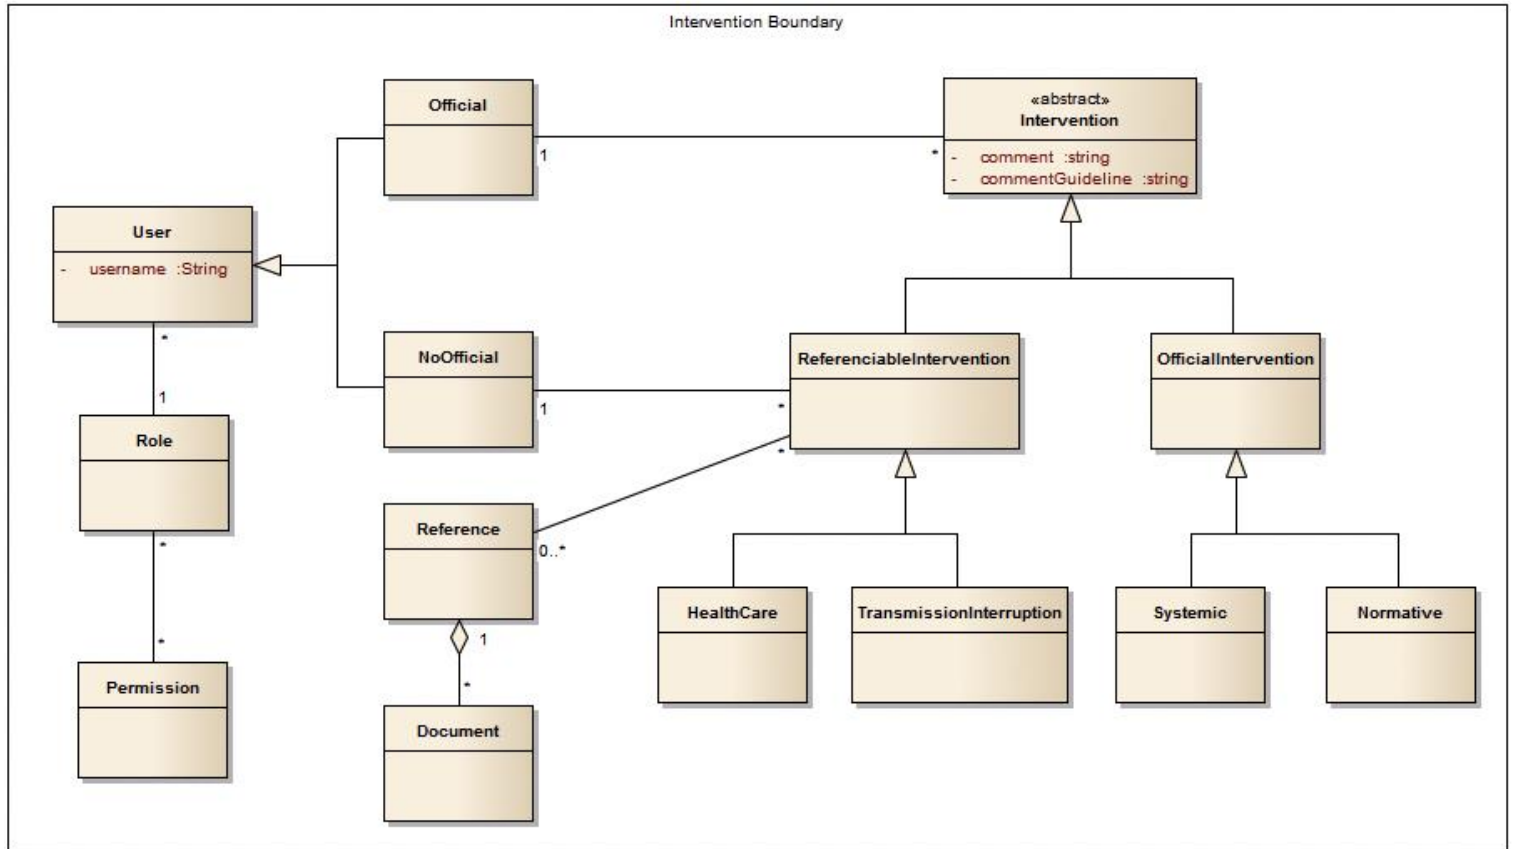 Intervention Boundary
Official
«abstract»
Intervention
- comment :string
- commentGuideline :string
1
*
User
- username :String
NoOfficial
ReferenciableIntervention
OfficialIntervention
*
1
1
*
Role
*
Reference
0..*
*
HealthCare
TransmissionInterruption
Systemic
Normative
1
*
*
Permission
Document